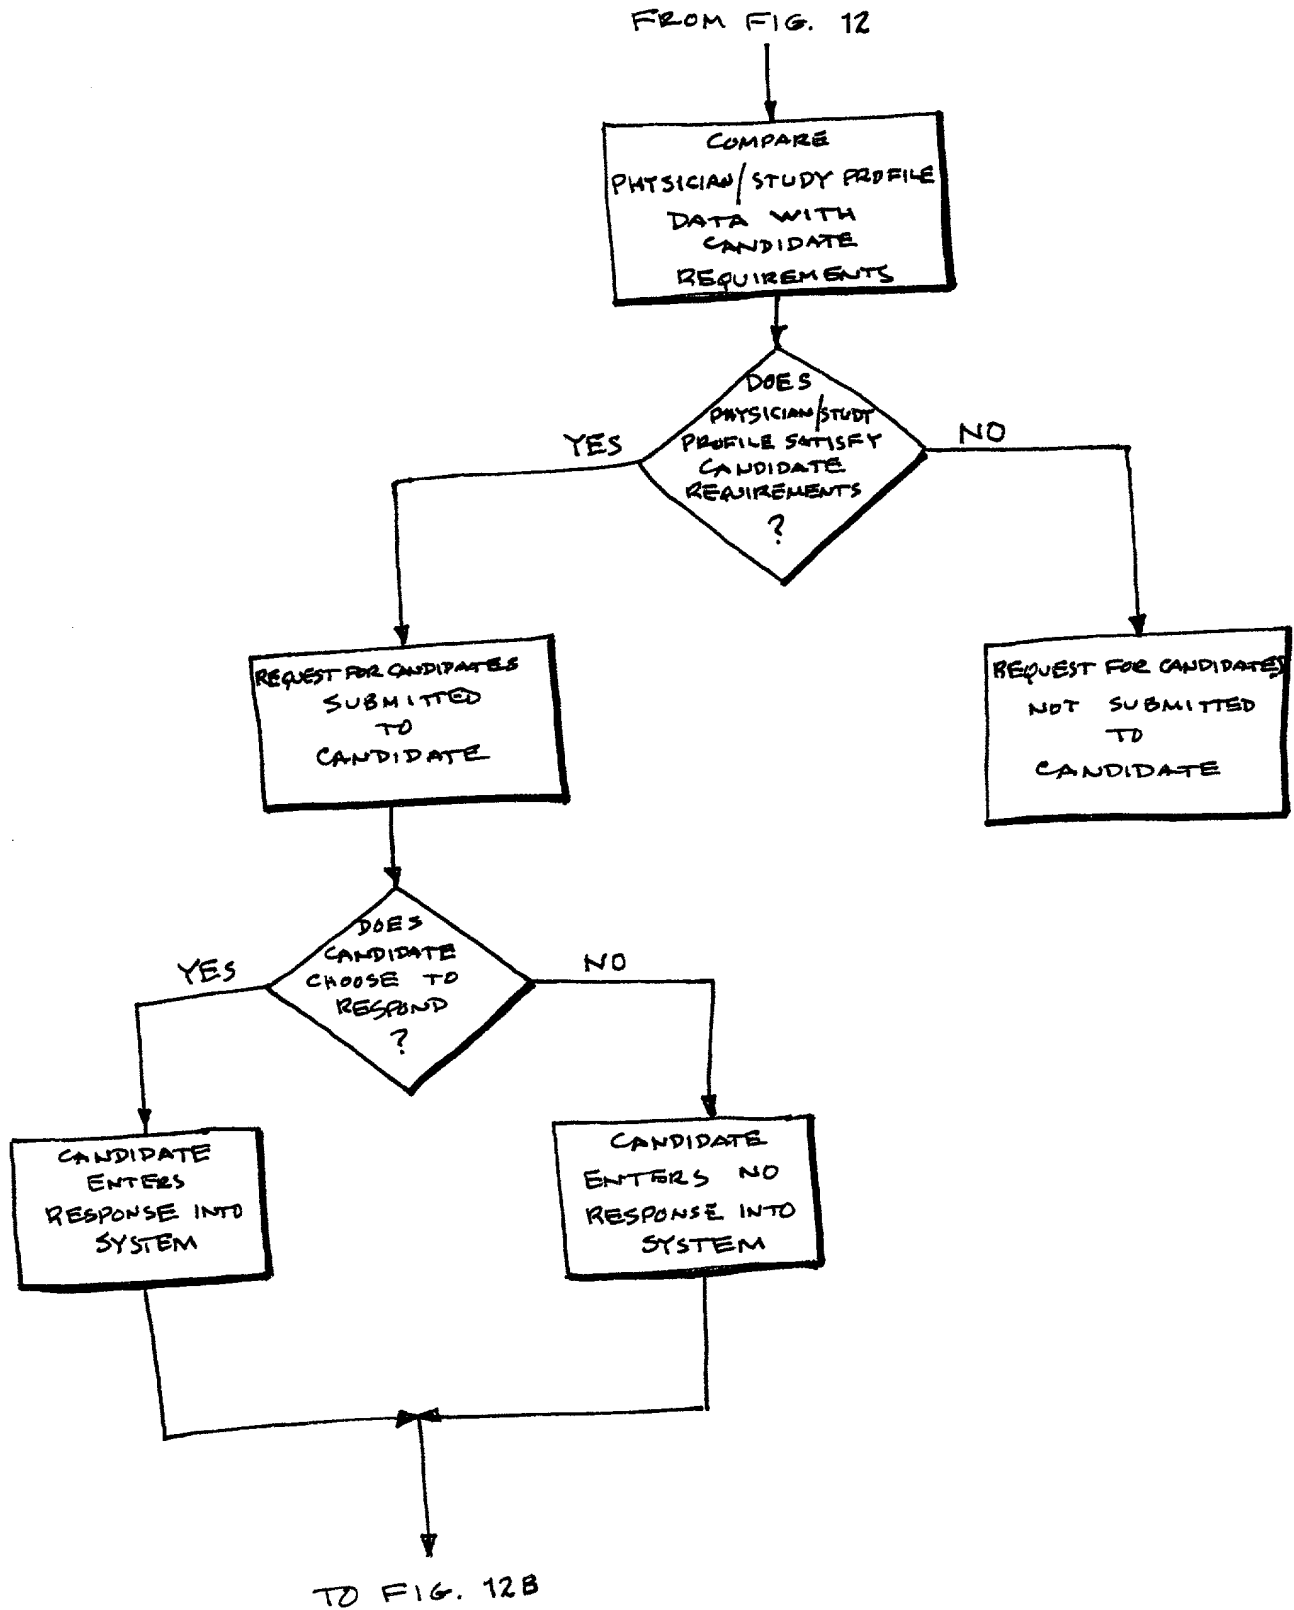 FROM FIG. 12
COMPARE
PHYSICIAN/STUDY PROFILE
DATA WITH
CANDIDATE
REQUIREMENTS
DOES
PHYSICIAN/STUDY
PROFILE SATISFY
CANDIDATE
REQUIREMENTS
?
YES
NO
REQUEST FOR CANDIDATES
SUBMITTED
TO
CANDIDATE
REQUEST FOR CANDIDATES
NOT SUBMITTED
TO
CANDIDATE
DOES
CANDIDATE
CHOOSE TO
RESPOND
?
YES
NO
CANDIDATE
ENTERS
RESPONSE INTO
SYSTEM
CANDIDATE
ENTERS NO
RESPONSE INTO
SYSTEM
TO FIG. 12B